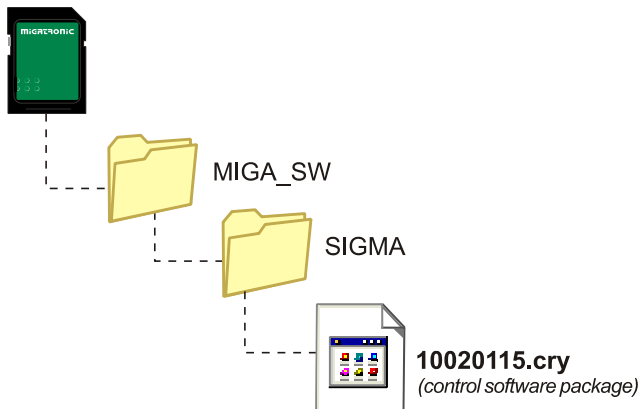 MIGATRONIC
MIGA_SW
SIGMA
10020115.cry
(control software package)